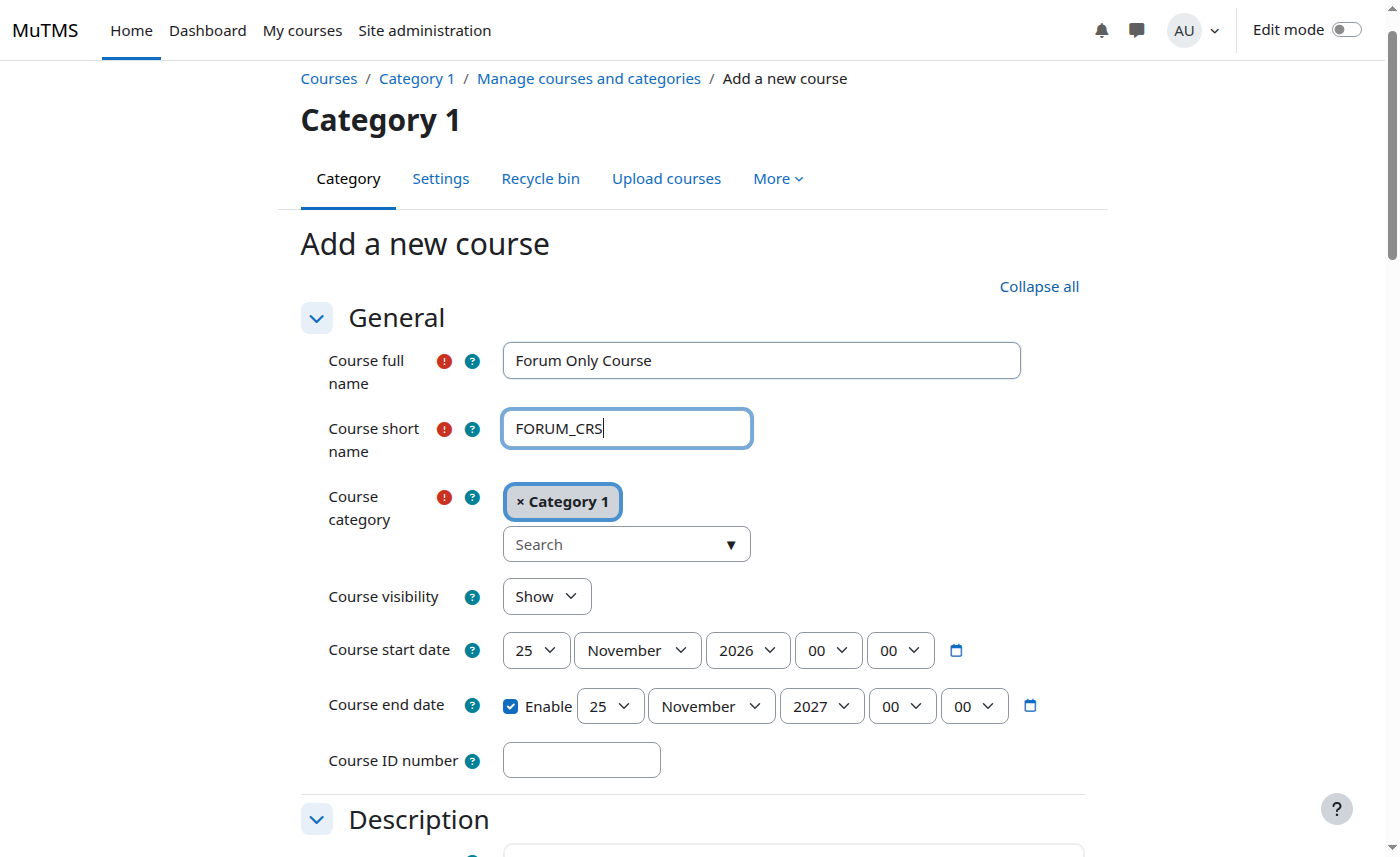 MuTMS Home Dashboard My courses Site administration AU Edit mode
Courses / Category 1 / Manage courses and categories / Add a new course
Category 1
Category Settings Recycle bin Upload courses More
Add a new course
Collapse all
General
Course full name ! ? Forum Only Course
Course short name ! ? FORUM_CRS
Course category ! ? × Category 1
Search ▼
Course visibility ? Show
Course start date ? 25 November 2026 00 00
Course end date ? Enable 25 November 2027 00 00
Course ID number ?
?
Description